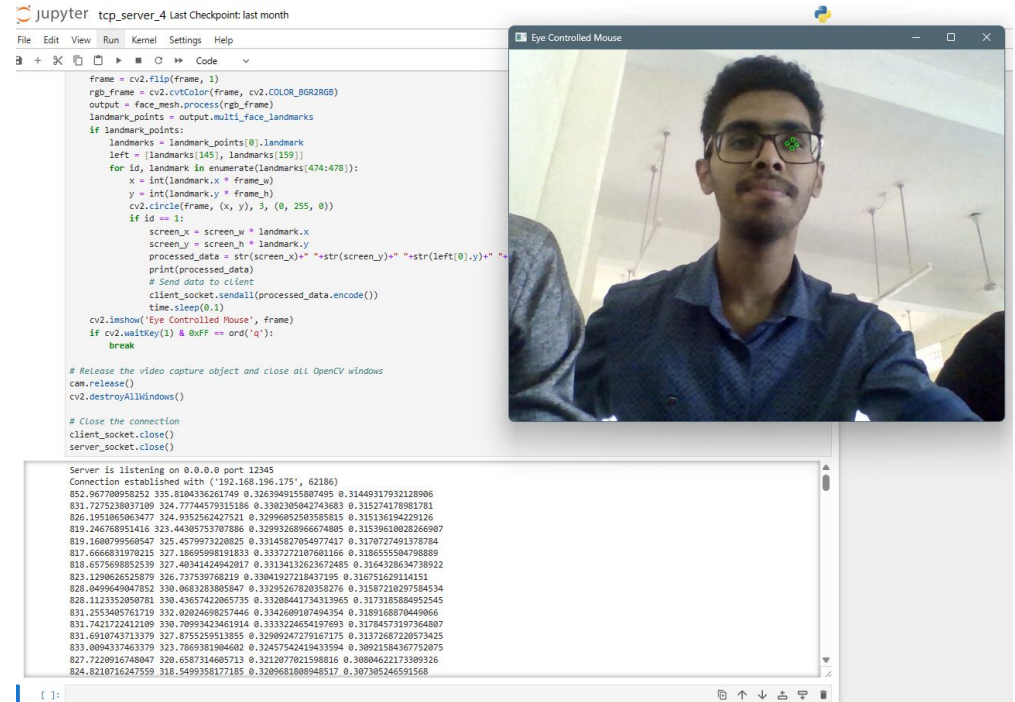 jupyter tcp_server_4 Last Checkpoint: last month
File Edit View Run Kernel Settings Help
Code
Eye Controlled Mouse
frame = cv2.flip(frame, 1)
rgb_frame = cv2.cvtColor(frame, cv2.COLOR_BGR2RGB)
output = face_mesh.process(rgb_frame)
landmark_points = output.multi_face_landmarks
if landmark_points:
landmarks = landmark_points[0].landmark
left = [landmarks[145], landmarks[159]]
for id, landmark in enumerate(landmarks[474:478]):
x = int(landmark.x * frame_w)
y = int(landmark.y * frame_h)
cv2.circle(frame, (x, y), 3, (0, 255, 0))
if id == 1:
screen_x = screen_w * landmark.x
screen_y = screen_h * landmark.y
processed_data = str(screen_x)+" "+str(screen_y)+" "+str(left[0].y)+" "+
print(processed_data)
# Send data to client
client_socket.sendall(processed_data.encode())
time.sleep(0.1)
cv2.imshow('Eye Controlled Mouse', frame)
if cv2.waitKey(1) & 0xFF == ord('q'):
break
# Release the video capture object and close all OpenCV windows
cam.release()
cv2.destroyAllWindows()
# Close the connection
client_socket.close()
server_socket.close()
Server is listening on 0.0.0.0 port 12345
Connection established with ('192.168.196.175', 62186)
852.967700958252 335.8104336261749 0.3263949155807495 0.31449317932128906
831.7275238037109 324.77744579315186 0.3302305042743683 0.315274178981781
826.1951065063477 324.9356256427521 0.32996052503585815 0.315136194229126
819.246768951416 323.44305753707886 0.32993268966674805 0.31539610028266907
819.1600799560547 325.4579973220825 0.33145827054977417 0.3170727491378784
817.6666831970215 327.18695998191833 0.3337272107601166 0.3186555504798889
818.6575698852539 327.40341424942017 0.33134132623672485 0.3164328634738922
823.1290626525879 326.737539768219 0.33041927218437195 0.316751629114151
828.0499649047852 330.0683283805847 0.33295267820358276 0.31587210297584534
828.1123352050781 330.43657422065735 0.33208441734313965 0.3173185884952545
831.2553405761719 332.02024698257446 0.3342609107494354 0.3189168870449066
831.7421722412109 330.70993423461914 0.3333224654197693 0.31784573197364807
831.6910743713379 327.8755259513855 0.32909247279167175 0.31372687220573425
833.0094337463379 323.7869381904602 0.32457542419433594 0.30921584367752075
827.7220916748047 320.6587314605713 0.3212077021598816 0.30804622173309326
824.8210716247559 318.5499358177185 0.3209681808948517 0.307305246591568
[ ]: